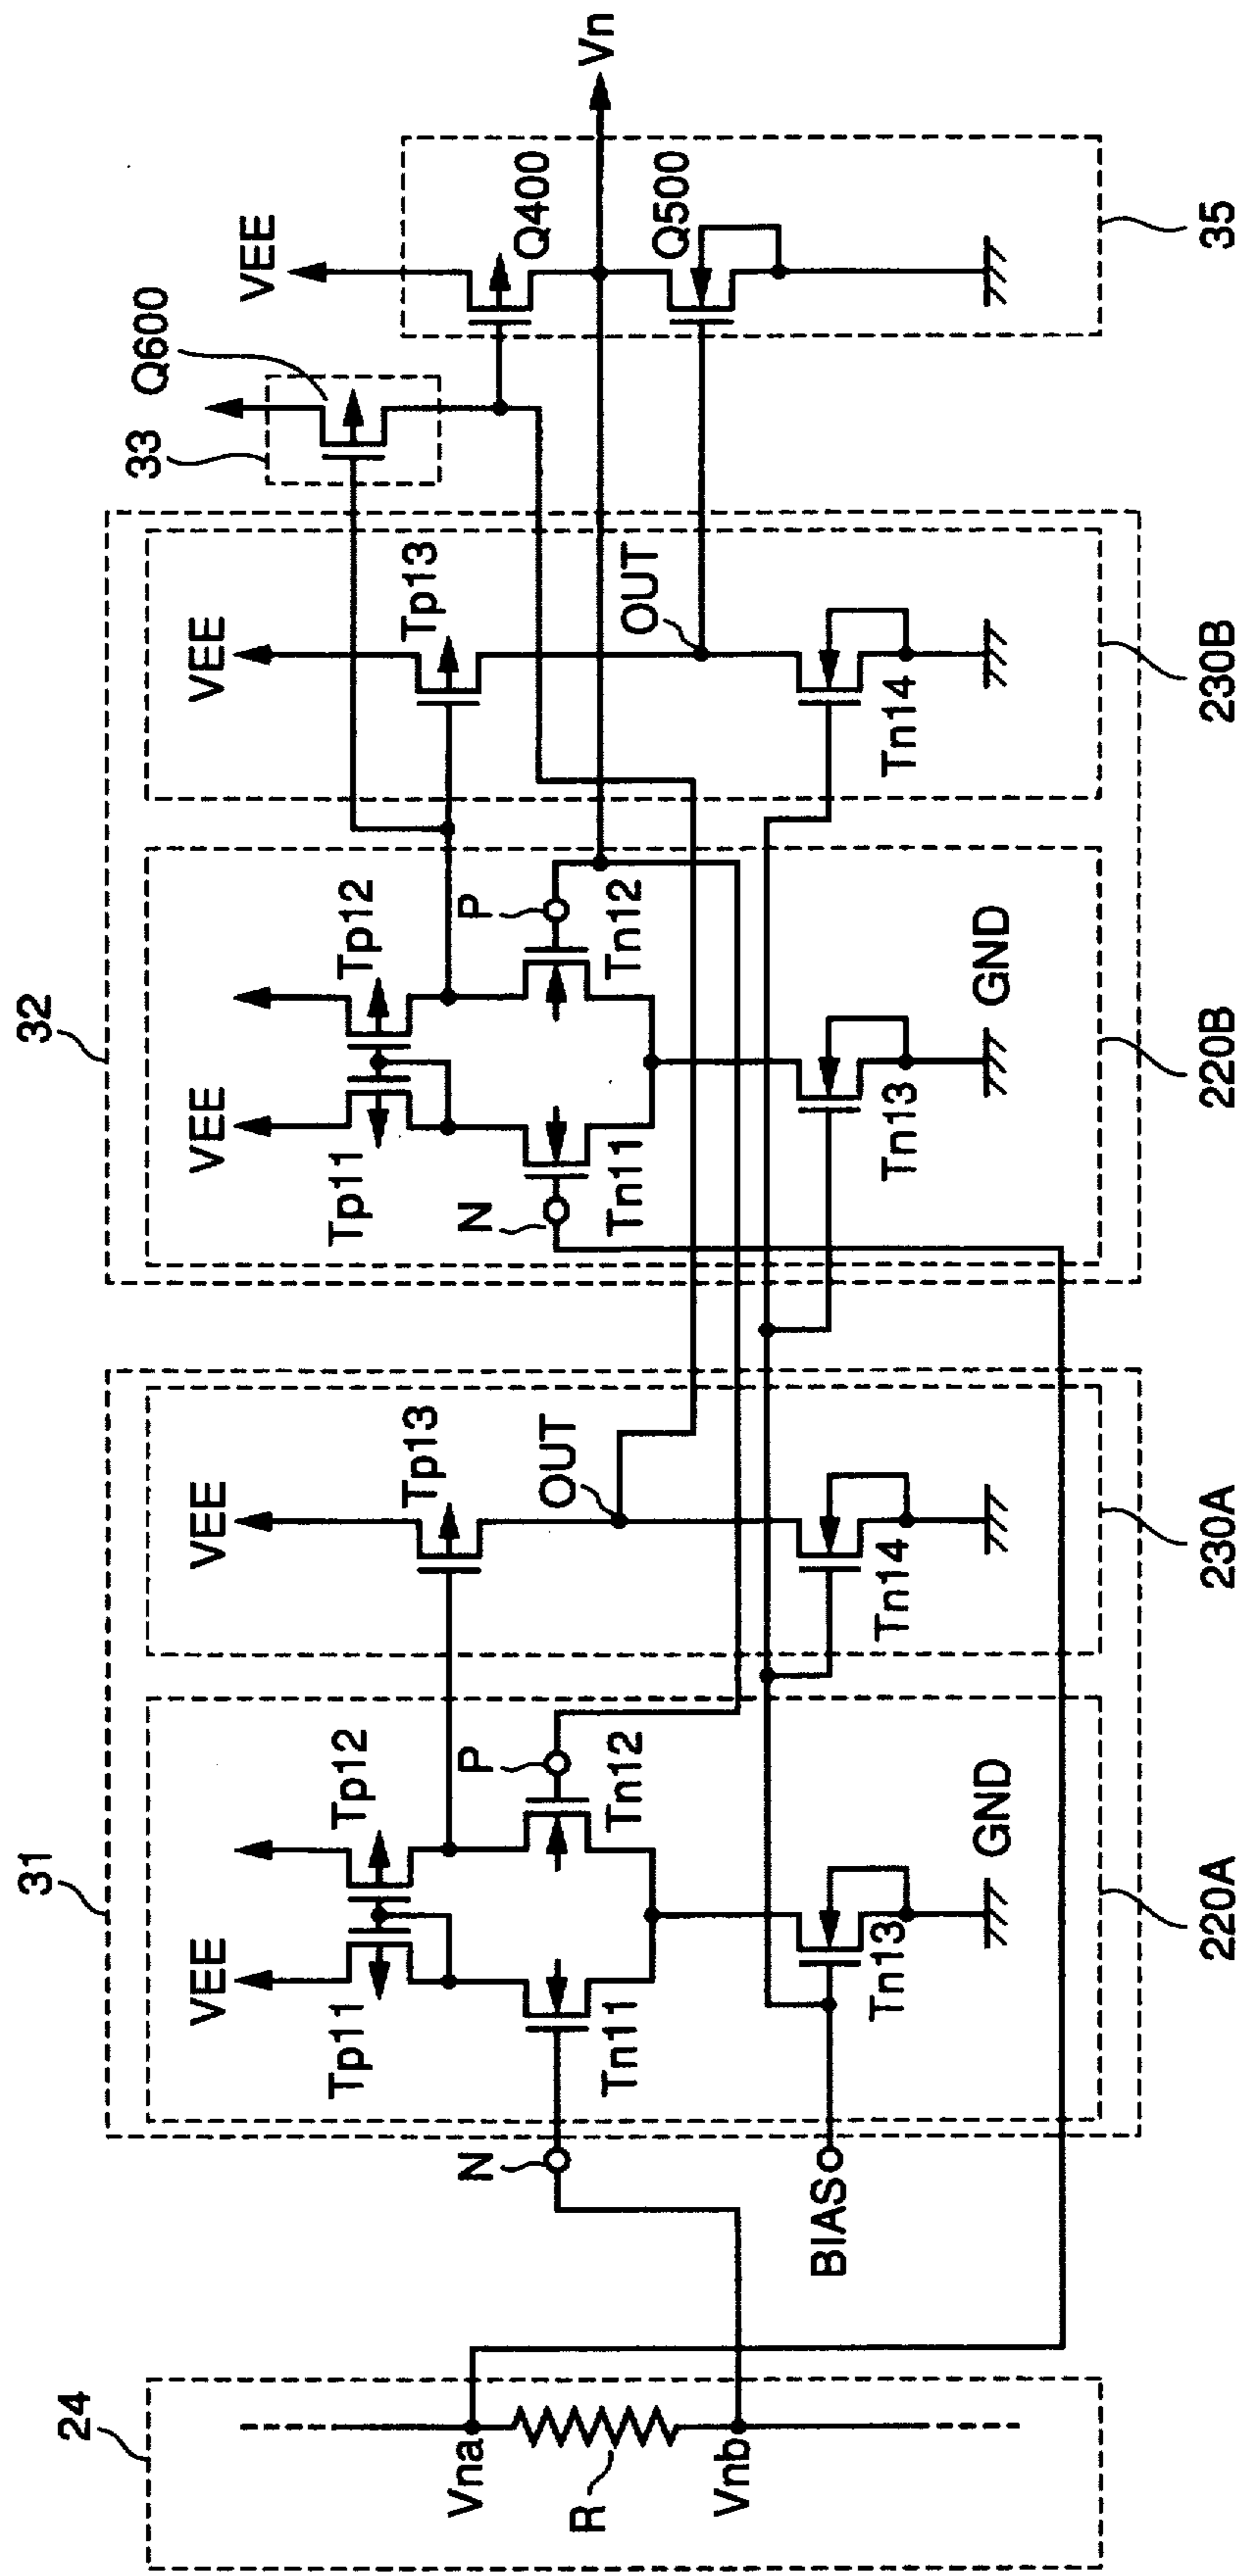 24
Vna
R
Vnb
31
N
BIAS
VEE
Tp11
Tp12
Tn11
P
Tn12
Tn13
GND
220A
VEE
Tp13
OUT
Tn14
230A
32
VEE
Tp11
Tp12
N
Tn11
P
Tn12
Tn13
GND
220B
VEE
Tp13
OUT
Tn14
230B
33
Q600
VEE
Q400
Q500
35
Vn